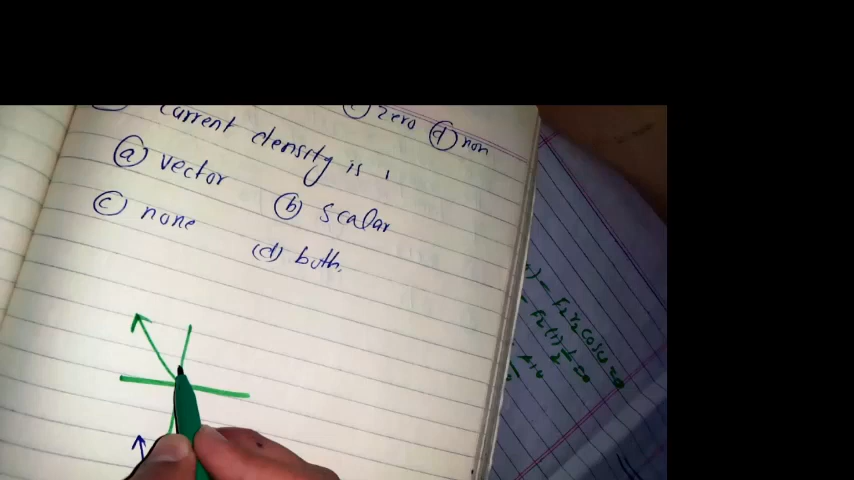 (c) zero (d) non
current density is
(a) vector
(b) scalar
(c) none
(d) both.